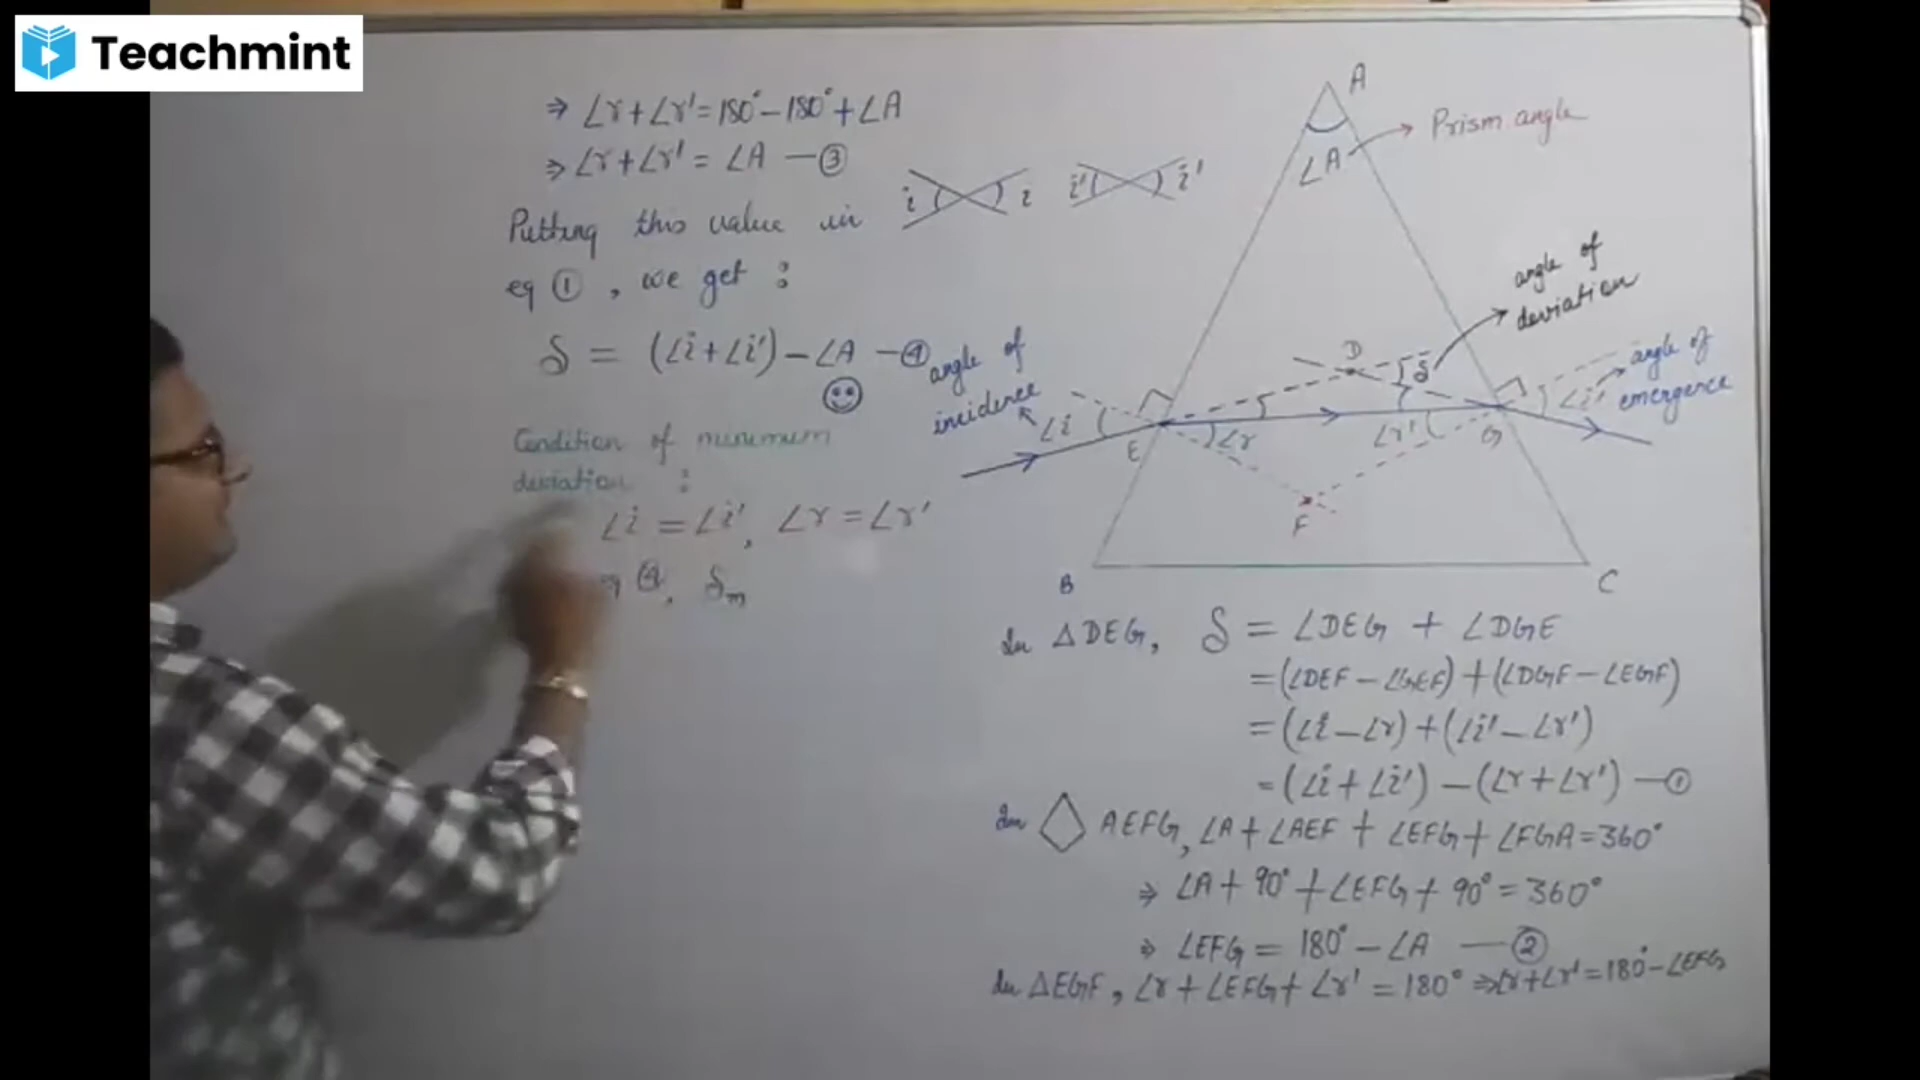 Teachmint
⇒ ∠r+∠r'=180°−180°+∠A
⇒ ∠r+∠r' = ∠A —③
Putting this value in
eq ①, we get :
δ = (∠i+∠i')−∠A —④
Condition of minimum
deviation :
∠i = ∠i', ∠r = ∠r'
④, δm
i i i' i'
A
∠A
Prism angle
angle of
deviation
angle of
incidence
∠i
E
∠r
D
δ
∠r'
G
∠i'
angle of
emergence
F
B
C
In △DEG, δ = ∠DEG + ∠DGE
=(∠DEF−∠GEF)+(∠DGF−∠EGF)
=(∠i−∠r)+(∠i'−∠r')
=(∠i+∠i')−(∠r+∠r') —①
In ◇ AEFG, ∠A+∠AEF+∠EFG+∠FGA=360°
⇒ ∠A+90°+∠EFG+90°=360°
⇒ ∠EFG = 180°−∠A —②
In △EGF, ∠r+∠EFG+∠r' = 180° ⇒∠r+∠r'=180°−∠EFG